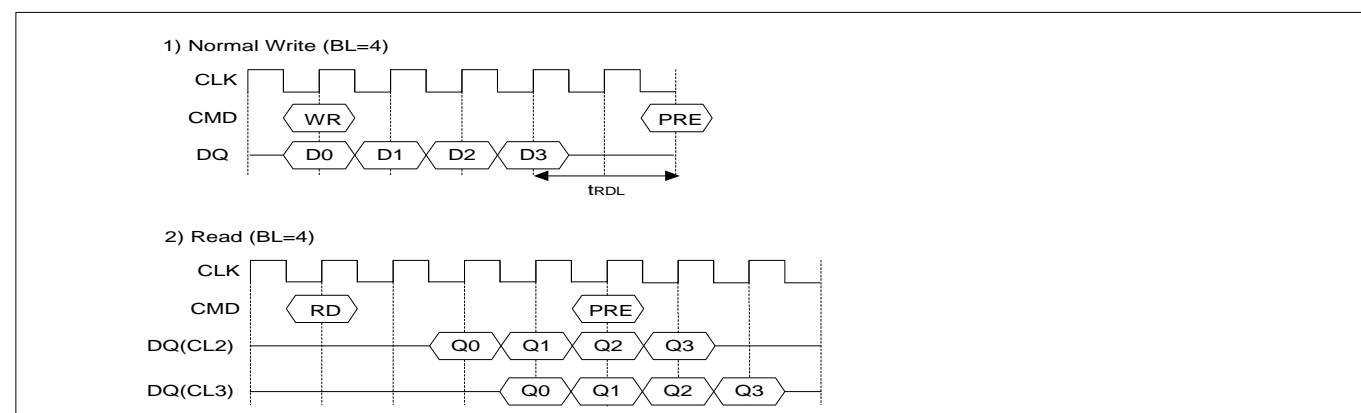 1) Normal Write (BL=4)
CLK
CMD WR PRE
DQ D0 D1 D2 D3
tRDL
2) Read (BL=4)
CLK
CMD RD PRE
DQ(CL2) Q0 Q1 Q2 Q3
DQ(CL3) Q0 Q1 Q2 Q3